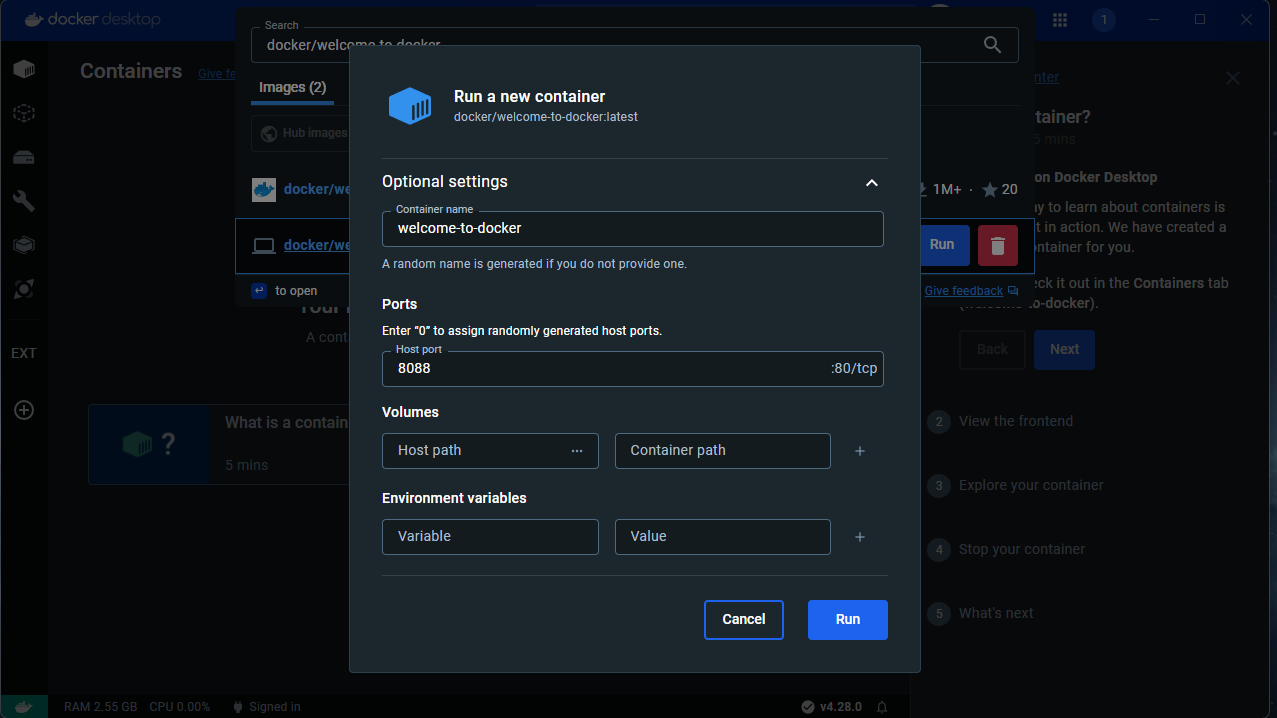 docker desktop
1
Search
docker/welcome-to-docker
Containers
Give
Images (2)
Hub images
docker/we
1M+ · 20
docker/we
Run
to open
Give feedback
Your
A cont
EXT
What is a contain
?
5 mins
Run a new container
docker/welcome-to-docker:latest
Optional settings
Container name
welcome-to-docker
A random name is generated if you do not provide one.
Ports
Enter “0” to assign randomly generated host ports.
Host port
8088
:80/tcp
Volumes
Host path
...
Container path
+
Environment variables
Variable
Value
+
Cancel
Run
nter
tainer?
5 mins
on Docker Desktop
y to learn about containers is
t in action. We have created a
ontainer for you.
ck it out in the Containers tab
-to-docker).
Back
Next
2 View the frontend
3 Explore your container
4 Stop your container
5 What's next
RAM 2.55 GB CPU 0.00% Signed in
v4.28.0